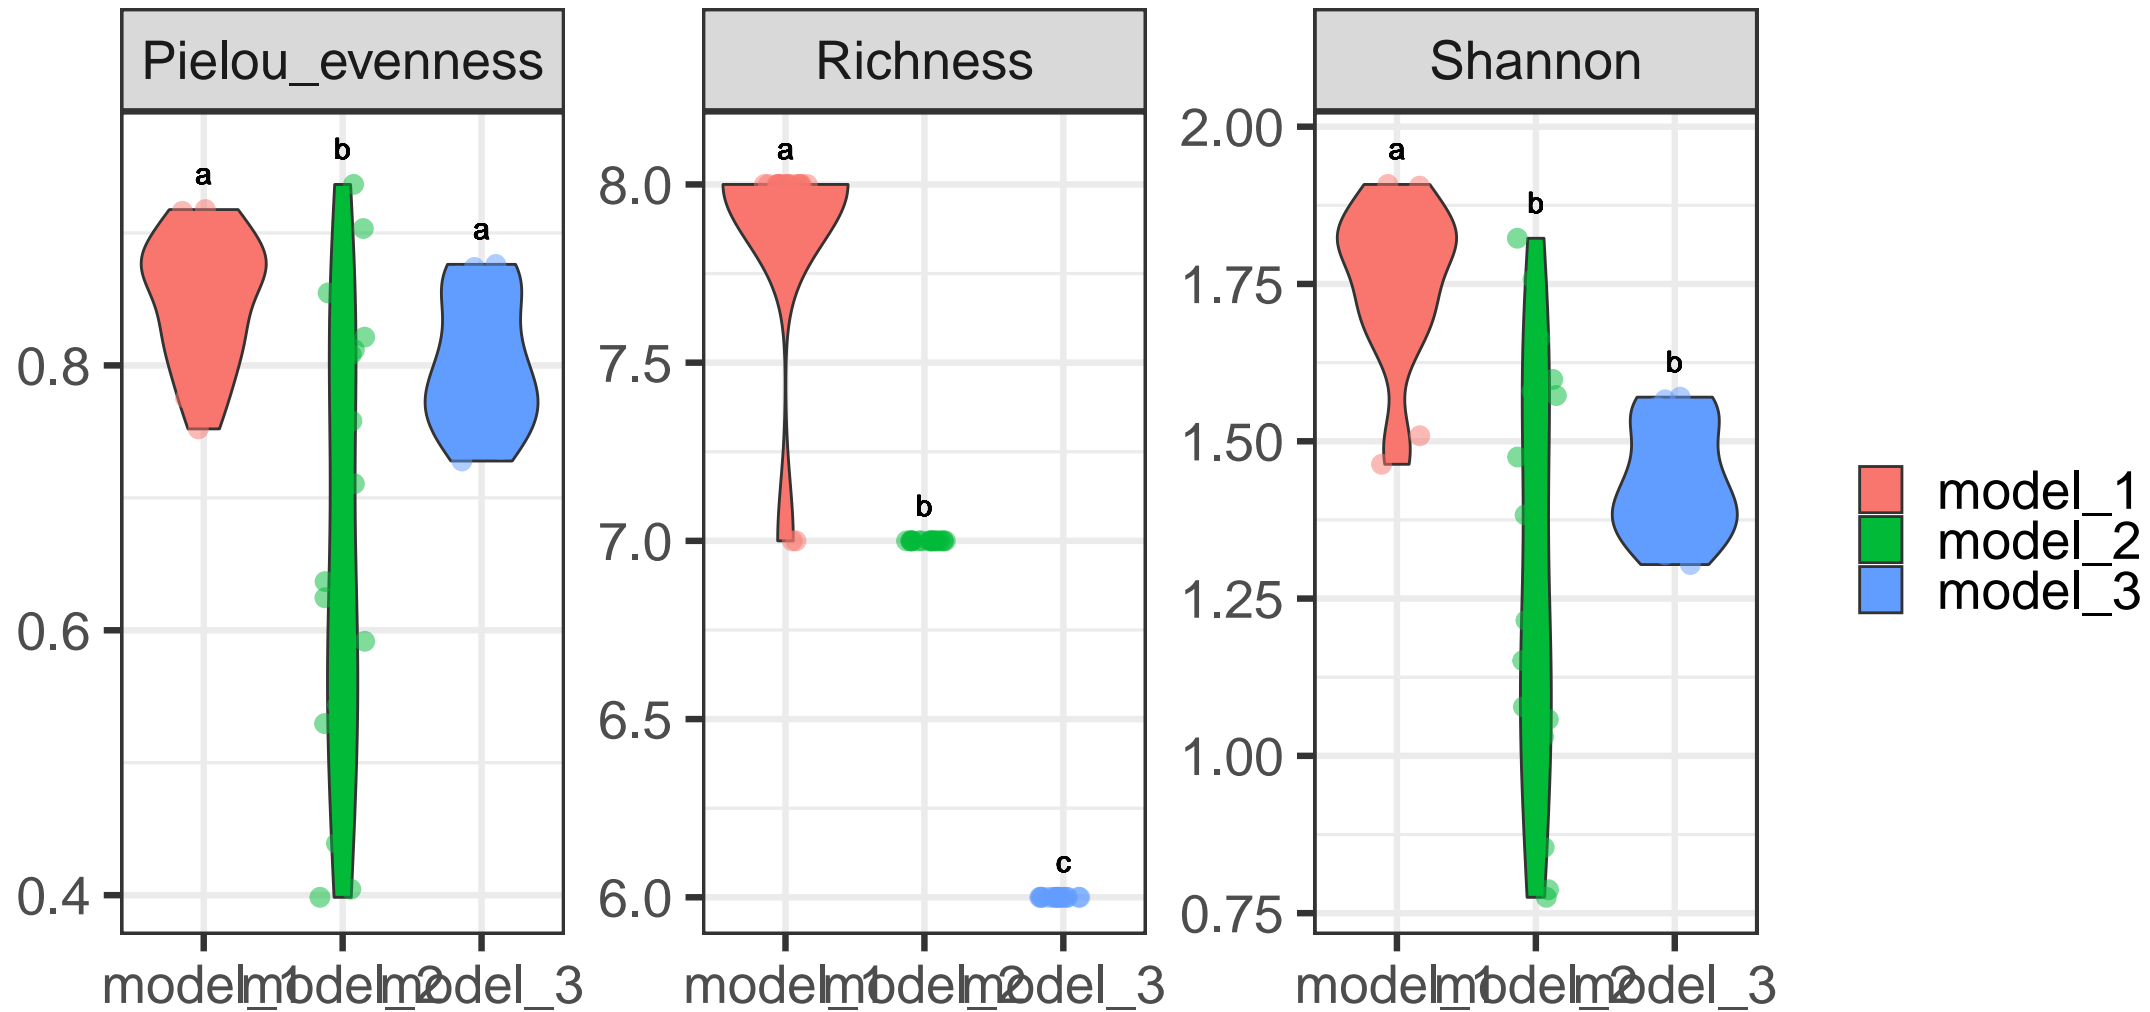 Pielou_evenness
a
b
a
0.8
0.6
0.4
model_1
model_2
model_3
Richness
a
b
c
8.0
7.5
7.0
6.5
6.0
model_1
model_2
model_3
Shannon
a
b
b
2.00
1.75
1.50
1.25
1.00
0.75
model_1
model_2
model_3
model_1
model_2
model_3